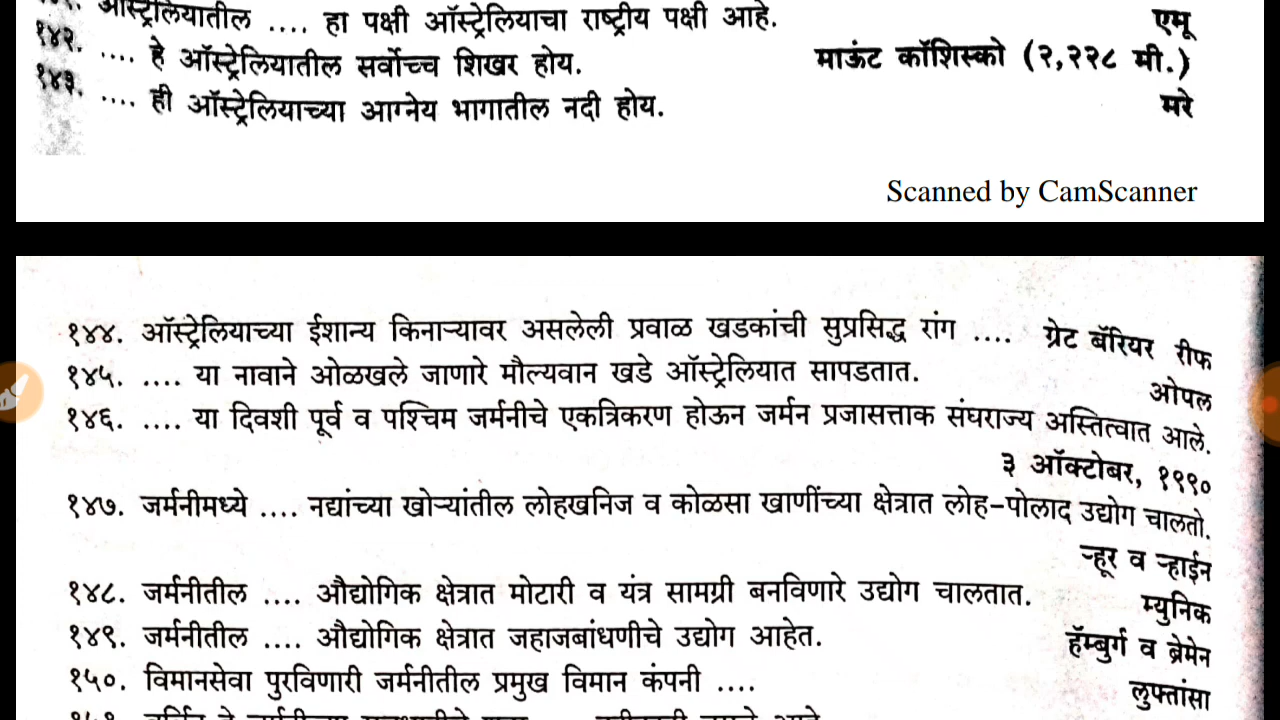 ऑस्ट्रेलियातील .... हा पक्षी ऑस्ट्रेलियाचा राष्ट्रीय पक्षी आहे. एमू
१४२. .... हे ऑस्ट्रेलियातील सर्वोच्च शिखर होय. माऊंट कॉशिस्को (२,२२८ मी.)
१४३. .... ही ऑस्ट्रेलियाच्या आग्नेय भागातील नदी होय. मरे
Scanned by CamScanner
१४४. ऑस्ट्रेलियाच्या ईशान्य किनाऱ्यावर असलेली प्रवाळ खडकांची सुप्रसिद्ध रांग .... ग्रेट बॅरियर रीफ
१४५. .... या नावाने ओळखले जाणारे मौल्यवान खडे ऑस्ट्रेलियात सापडतात. ओपल
१४६. .... या दिवशी पूर्व व पश्चिम जर्मनीचे एकत्रिकरण होऊन जर्मन प्रजासत्ताक संघराज्य अस्तित्वात आले.
३ ऑक्टोबर, १९९०
१४७. जर्मनीमध्ये .... नद्यांच्या खोऱ्यांतील लोहखनिज व कोळसा खाणींच्या क्षेत्रात लोह-पोलाद उद्योग चालतो.
ऱ्हूर व ऱ्हाईन
१४८. जर्मनीतील .... औद्योगिक क्षेत्रात मोटारी व यंत्र सामग्री बनविणारे उद्योग चालतात. म्युनिक
१४९. जर्मनीतील .... औद्योगिक क्षेत्रात जहाजबांधणीचे उद्योग आहेत. हॅम्बुर्ग व ब्रेमेन
१५०. विमानसेवा पुरविणारी जर्मनीतील प्रमुख विमान कंपनी .... लुफ्तांसा